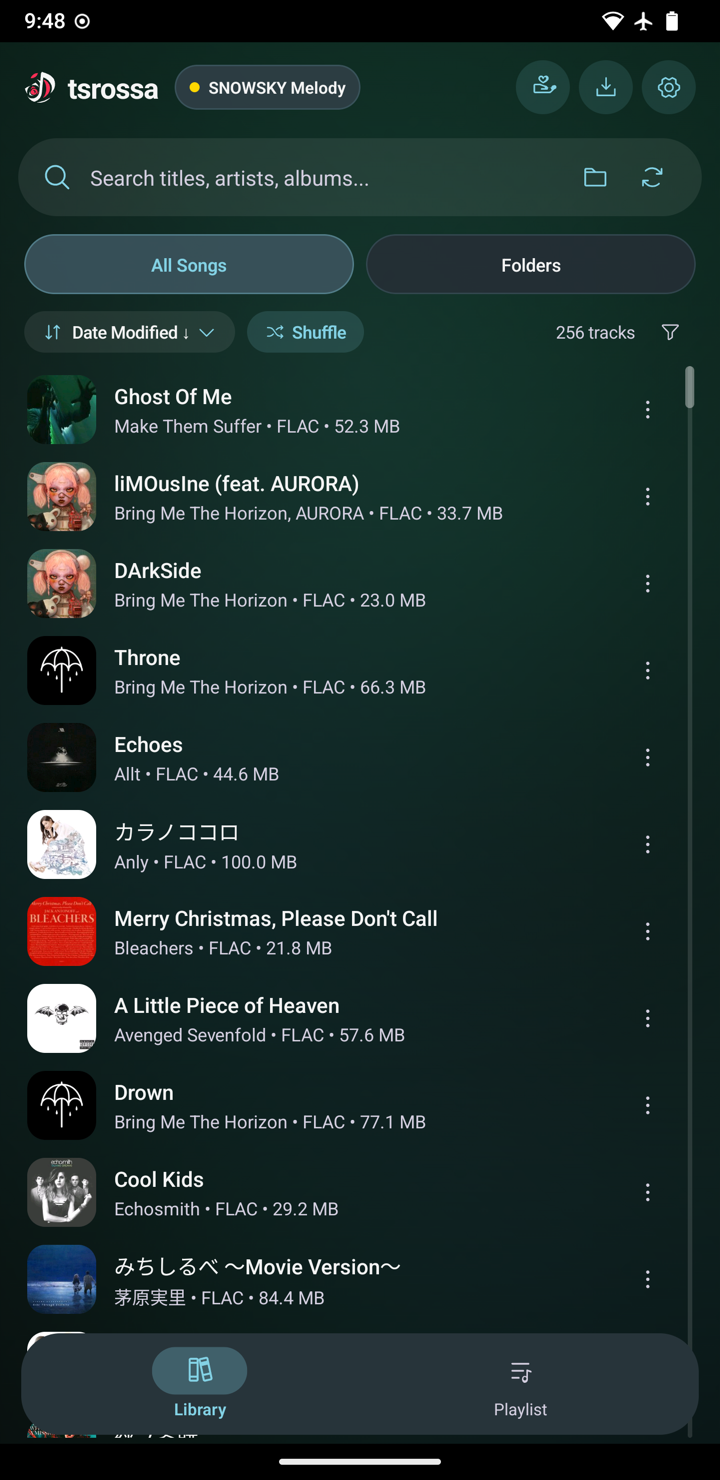 9:48
tsrossa
SNOWSKY Melody
Search titles, artists, albums...
All Songs
Folders
Date Modified ↓
Shuffle
256 tracks
Ghost Of Me
Make Them Suffer • FLAC • 52.3 MB
liMOusIne (feat. AURORA)
Bring Me The Horizon, AURORA • FLAC • 33.7 MB
DArkSide
Bring Me The Horizon • FLAC • 23.0 MB
Throne
Bring Me The Horizon • FLAC • 66.3 MB
Echoes
Allt • FLAC • 44.6 MB
カラノココロ
Anly • FLAC • 100.0 MB
BLEACHERS
Merry Christmas, Please Don't Call
Bleachers • FLAC • 21.8 MB
A Little Piece of Heaven
Avenged Sevenfold • FLAC • 57.6 MB
Drown
Bring Me The Horizon • FLAC • 77.1 MB
echosmith
Cool Kids
Echosmith • FLAC • 29.2 MB
みちしるべ 〜Movie Version〜
茅原実里 • FLAC • 84.4 MB
Library
Playlist